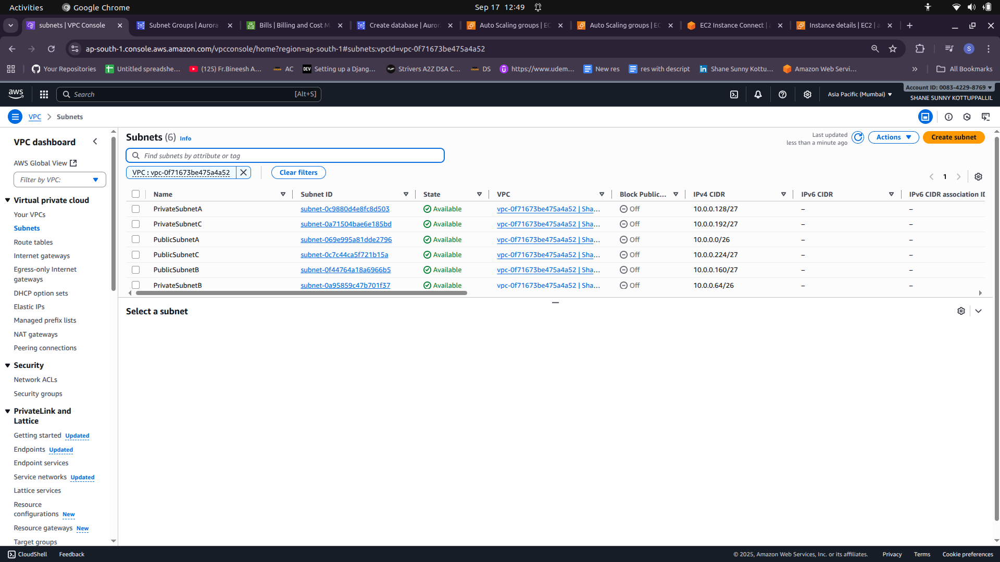 Activities
Google Chrome
Sep 17 12:49
subnets | VPC Console
Subnet Groups | Aurora
Bills | Billing and Cost M
Create database | Auror
Auto Scaling groups | EC
Auto Scaling groups | EC
EC2 Instance Connect |
Instance details | EC2 | a
ap-south-1.console.aws.amazon.com/vpcconsole/home?region=ap-south-1#subnets:vpcId=vpc-0f71673be475a4a52
S
Your Repositories
Untitled spreadshe...
(125) Fr.Bineesh A...
AC
DEV
Setting up a Djang...
TUF
Strivers A2Z DSA C...
DS
https://www.udem...
New res
res with descript
Shane Sunny Kottu...
Amazon Web Servi...
All Bookmarks
aws
Search
[Alt+S]
Asia Pacific (Mumbai)
Account ID: 0083-4229-8769
SHANE SUNNY KOTTUPPALLIL
VPC
Subnets
VPC dashboard
AWS Global View
Filter by VPC:
Virtual private cloud
Your VPCs
Subnets
Route tables
Internet gateways
Egress-only Internet
gateways
DHCP option sets
Elastic IPs
Managed prefix lists
NAT gateways
Peering connections
Security
Network ACLs
Security groups
PrivateLink and
Lattice
Getting started Updated
Endpoints Updated
Endpoint services
Service networks Updated
Lattice services
Resource
configurations New
Resource gateways New
Target groups
Subnets (6) Info
Last updated
less than a minute ago
Actions
Create subnet
Find subnets by attribute or tag
VPC : vpc-0f71673be475a4a52
Clear filters
1
Name Subnet ID State VPC Block Public... IPv4 CIDR IPv6 CIDR IPv6 CIDR association ID
PrivateSubnetA subnet-0c9880d4e8fc8d503 Available vpc-0f71673be475a4a52 | Sha... Off 10.0.0.128/27 – –
PrivateSubnetC subnet-0a71504bae6e185bd Available vpc-0f71673be475a4a52 | Sha... Off 10.0.0.192/27 – –
PublicSubnetA subnet-069e995a81dde2796 Available vpc-0f71673be475a4a52 | Sha... Off 10.0.0.0/26 – –
PublicSubnetC subnet-0c7c44ca5f721b15a Available vpc-0f71673be475a4a52 | Sha... Off 10.0.0.224/27 – –
PublicSubnetB subnet-0f44764a18a6966b5 Available vpc-0f71673be475a4a52 | Sha... Off 10.0.0.160/27 – –
PrivateSubnetB subnet-0a95859c47b701f37 Available vpc-0f71673be475a4a52 | Sha... Off 10.0.0.64/26 – –
Select a subnet
CloudShell
Feedback
© 2025, Amazon Web Services, Inc. or its affiliates.
Privacy
Terms
Cookie preferences